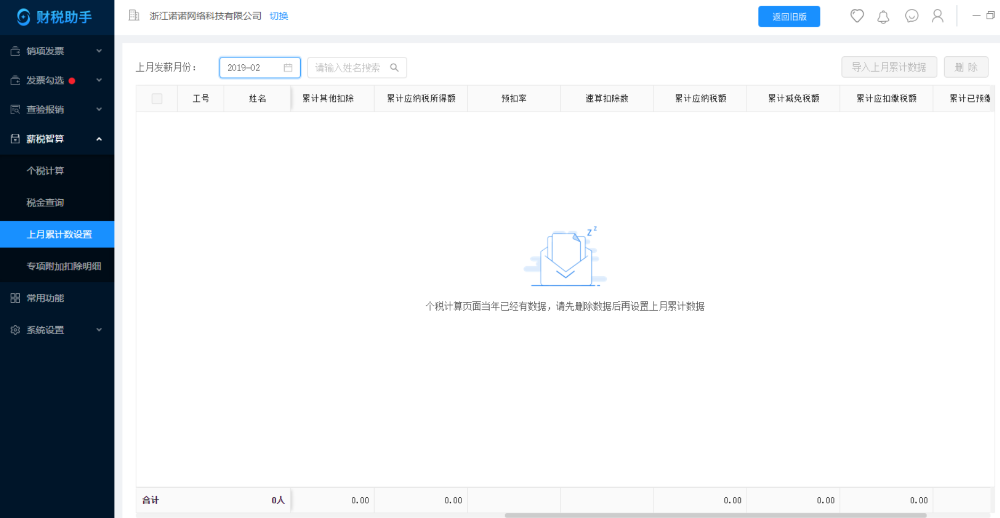 财税助手
浙江诺诺网络科技有限公司 切换
返回旧版
销项发票
发票勾选
查验报销
薪税智算
个税计算
税金查询
上月累计数设置
专项附加扣除明细
常用功能
系统设置
上月发薪月份： 2019-02 请输入姓名搜索 导入上月累计数据 删 除
工号 姓名 累计其他扣除 累计应纳税所得额 预扣率 速算扣除数 累计应纳税额 累计减免税额 累计应扣缴税额 累计已预缴
z z
个税计算页面当年已经有数据，请先删除数据后再设置上月累计数据
合计 0人 0.00 0.00 0.00 0.00 0.00